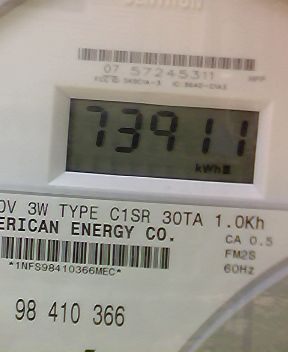 07 57245311
73911
kWh
0V 3W TYPE C1SR 30TA 1.0Kh
ERICAN ENERGY CO.
CA 0.5
FM2S
60Hz
*1NFS98410366MEC*
98 410 366